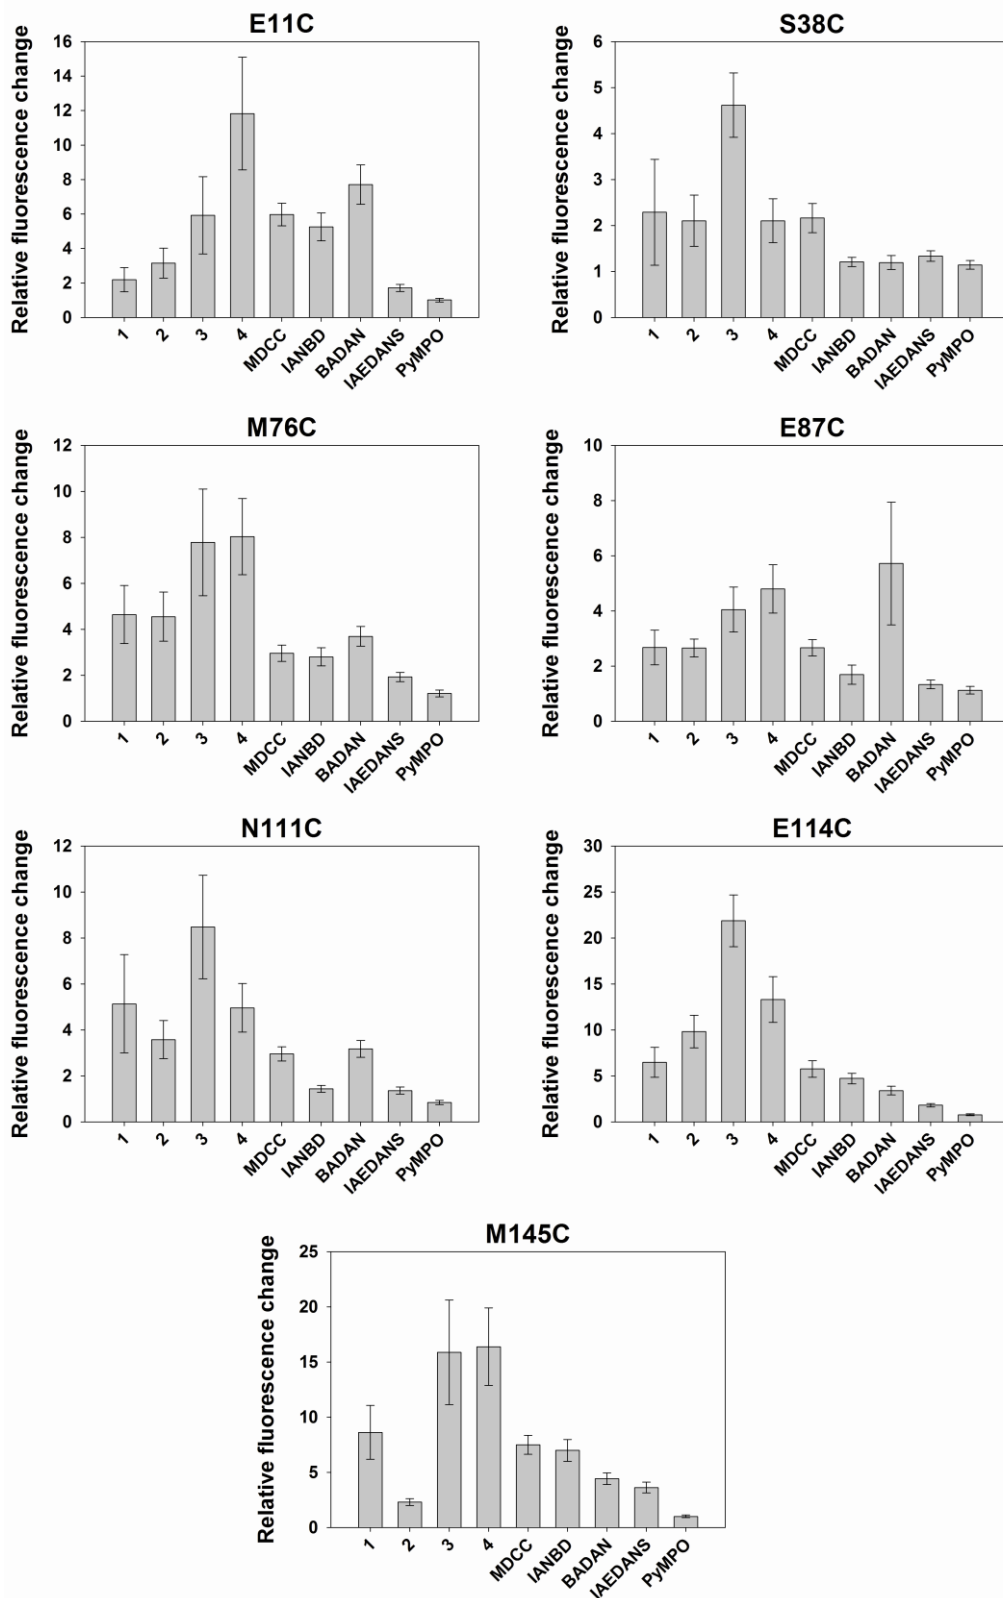 E11C
Relative fluorescence change
16
14
12
10
8
6
4
2
0
1
2
3
4
MDCC
IANBD
BADAN
IAEDANS
PyMPO
S38C
Relative fluorescence change
6
5
4
3
2
1
0
1
2
3
4
MDCC
IANBD
BADAN
IAEDANS
PyMPO
M76C
Relative fluorescence change
12
10
8
6
4
2
0
1
2
3
4
MDCC
IANBD
BADAN
IAEDANS
PyMPO
E87C
Relative fluorescence change
10
8
6
4
2
0
1
2
3
4
MDCC
IANBD
BADAN
IAEDANS
PyMPO
N111C
Relative fluorescence change
12
10
8
6
4
2
0
1
2
3
4
MDCC
IANBD
BADAN
IAEDANS
PyMPO
E114C
Relative fluorescence change
30
25
20
15
10
5
0
1
2
3
4
MDCC
IANBD
BADAN
IAEDANS
PyMPO
M145C
Relative fluorescence change
25
20
15
10
5
0
1
2
3
4
MDCC
IANBD
BADAN
IAEDANS
PyMPO